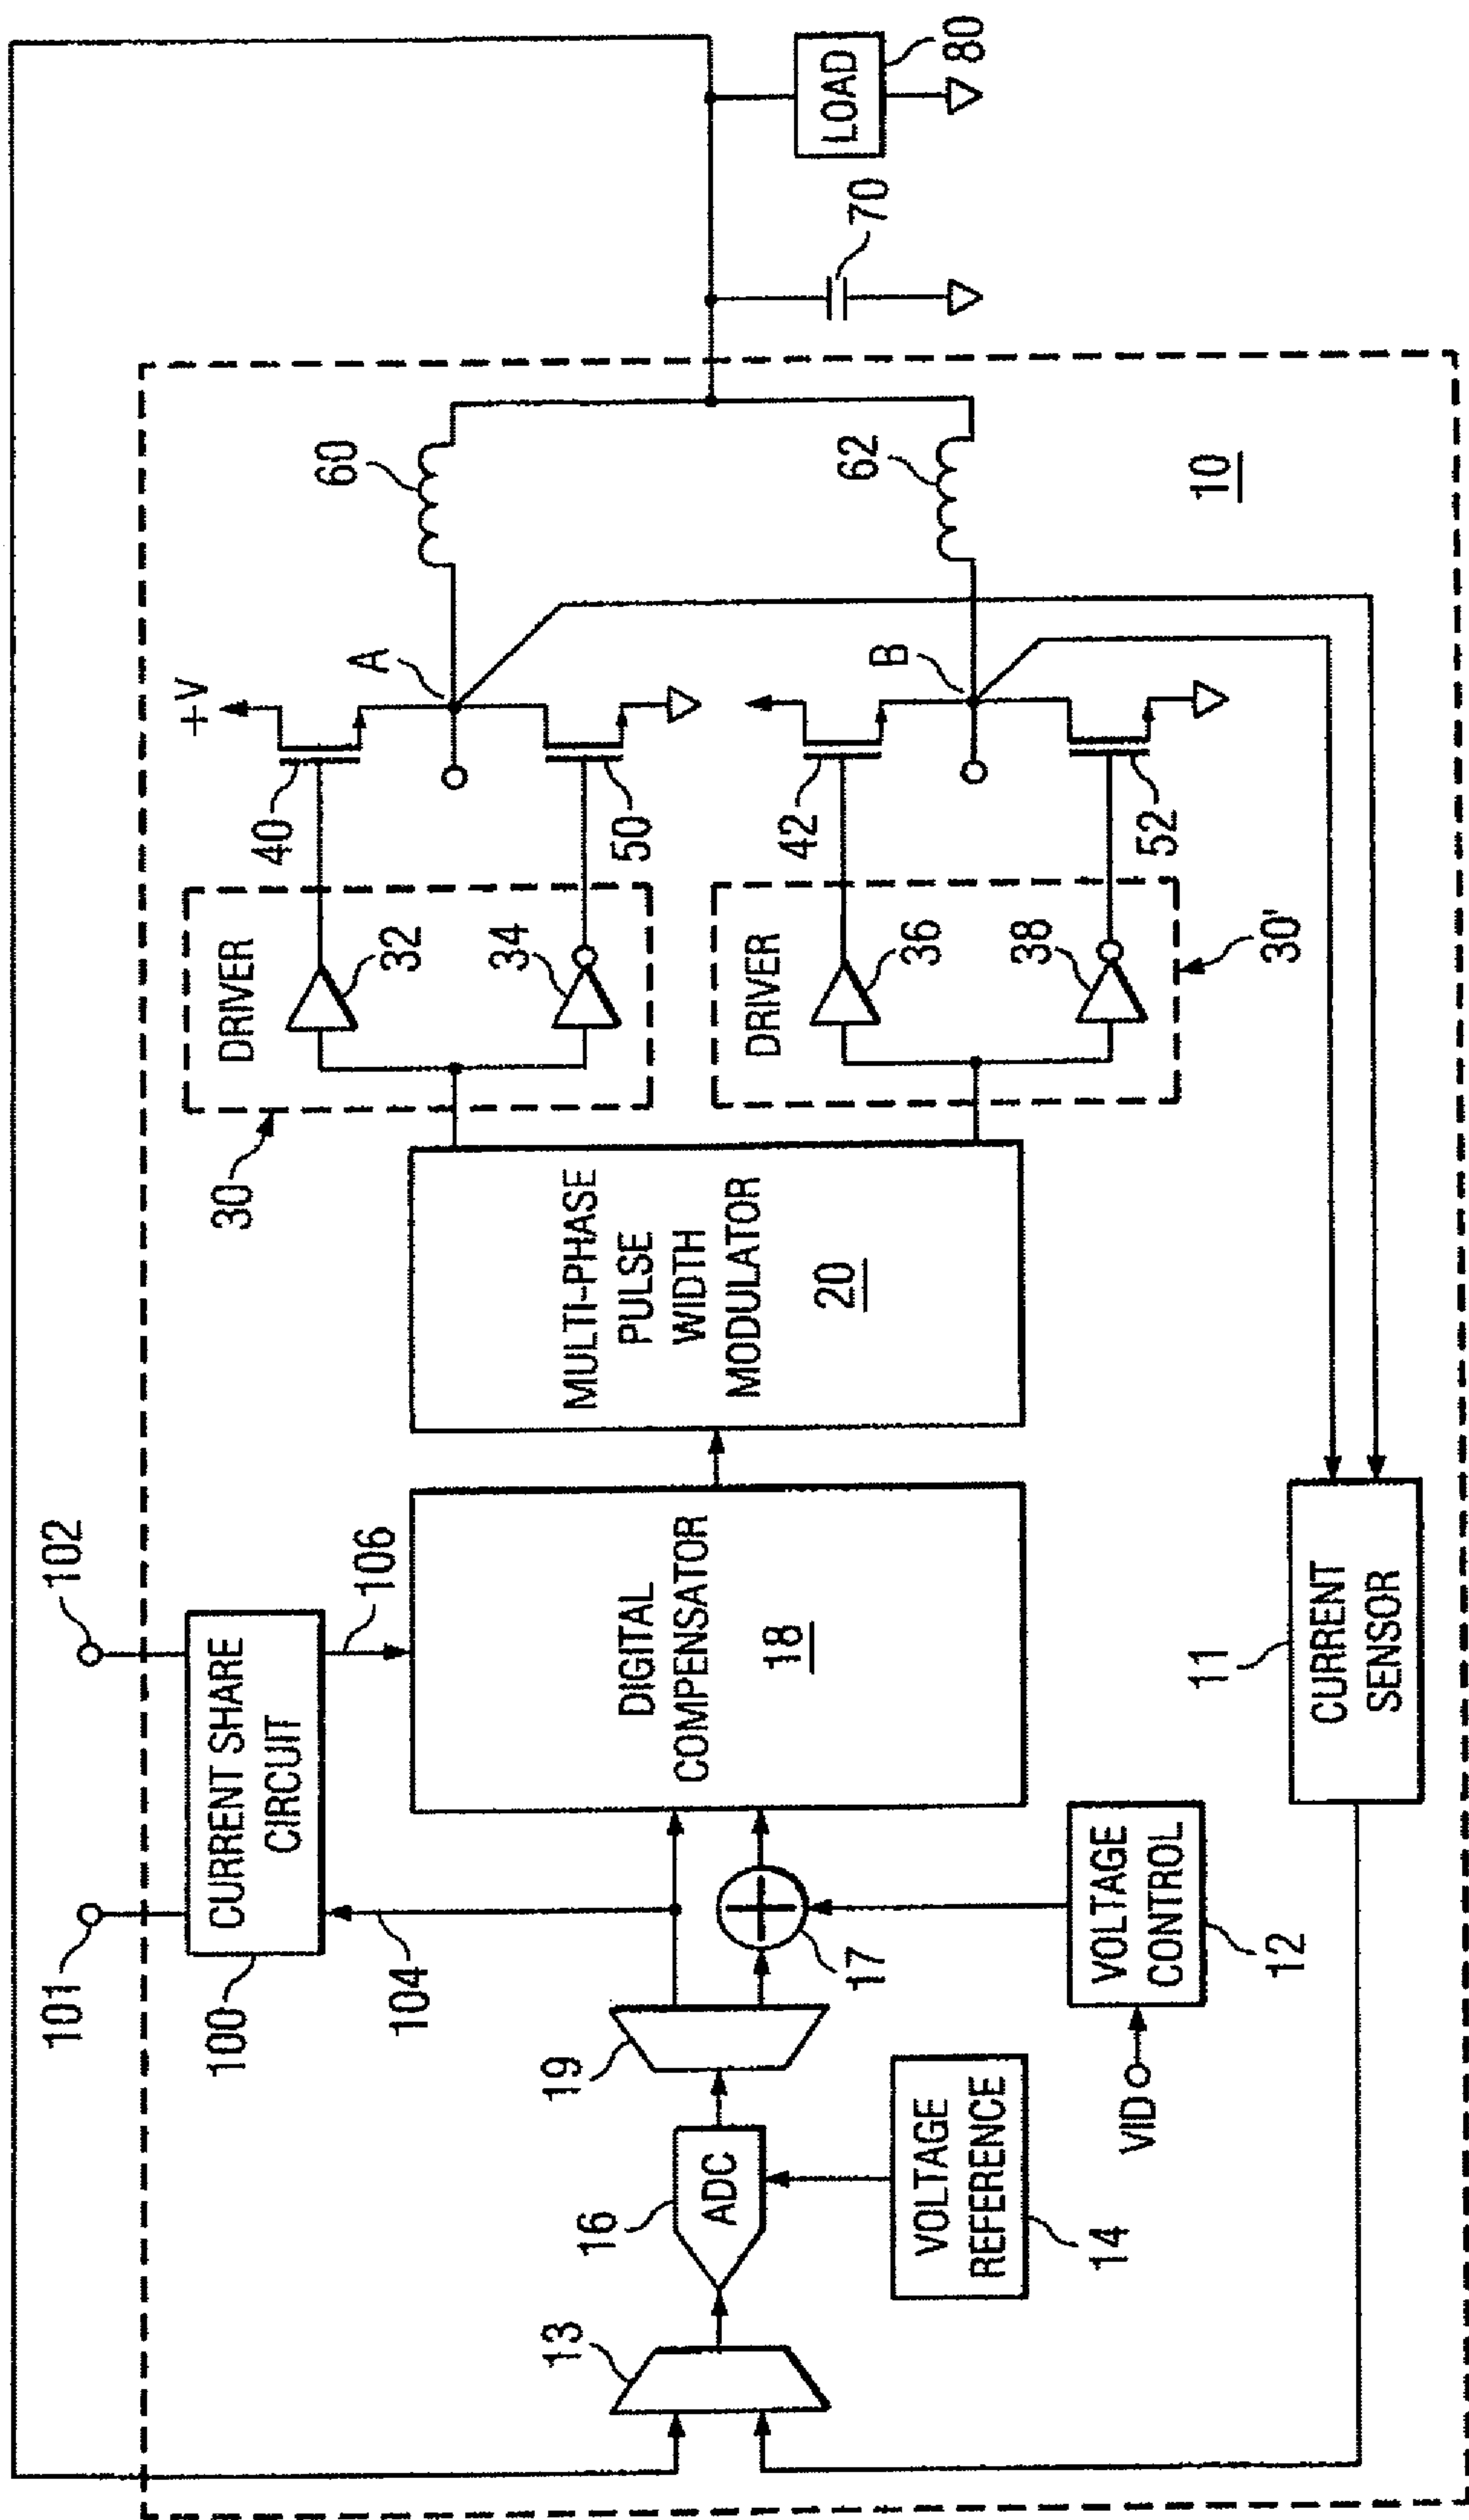 101
102
100
CURRENT SHARE
CIRCUIT
104
106
30
DRIVER
32
34
40
50
+V
A
60
13
16
ADC
19
17
DIGITAL
COMPENSATOR
18
MULTI-PHASE
PULSE
WIDTH
MODULATOR
20
DRIVER
36
38
30'
42
52
B
62
70
LOAD
80
VOLTAGE
REFERENCE
14
VID
VOLTAGE
CONTROL
12
11
CURRENT
SENSOR
10